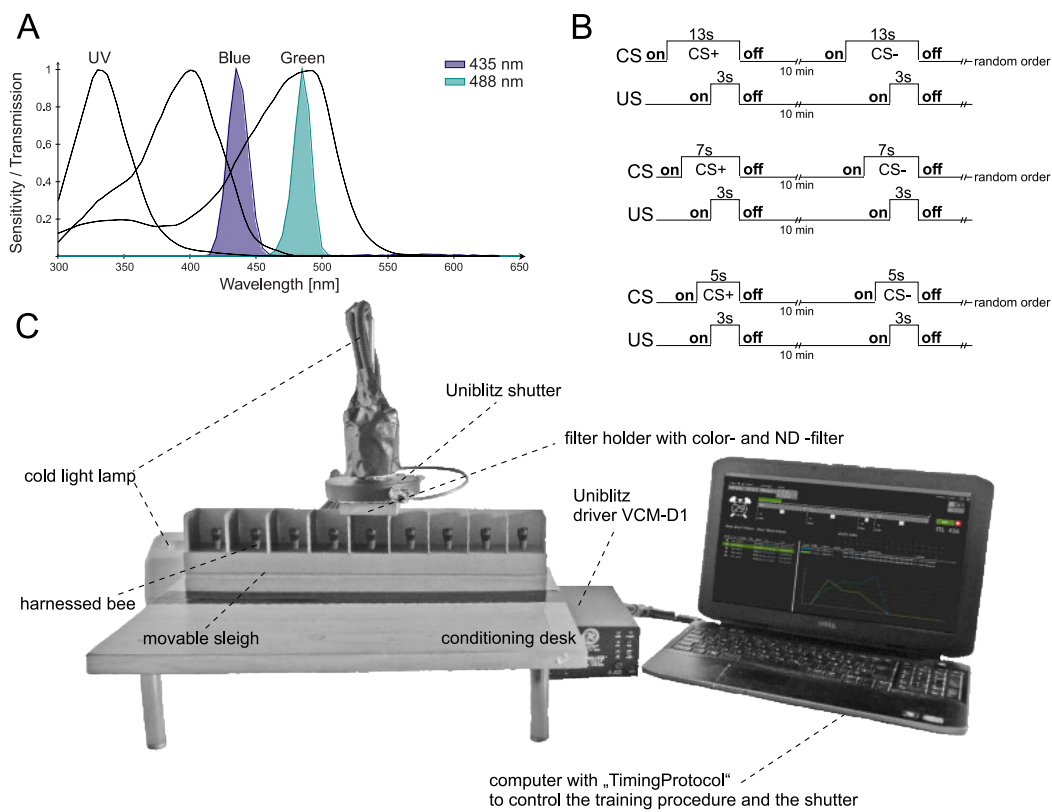 A
UV
Blue
Green
435 nm
488 nm
1
0.8
0.6
0.4
0.2
Sensitivity / Transmission
300
350
400
450
500
550
600
650
Wavelength [nm]
B
13s 13s
CS on CS+ off on CS- off random order
10 min
3s 3s
US on off on off
10 min
7s 7s
CS on CS+ off on CS- off random order
10 min
3s 3s
US on off on off
10 min
5s 5s
CS on CS+ off on CS- off random order
10 min
3s 3s
US on off on off
10 min
C
Uniblitz shutter
filter holder with color- and ND -filter
cold light lamp
Uniblitz
driver VCM-D1
harnessed bee
movable sleigh
conditioning desk
DELL
computer with „TimingProtocol“
to control the training procedure and the shutter